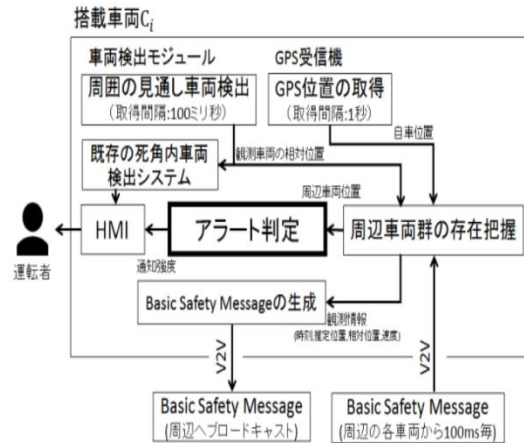 搭載車両Ci
車両検出モジュール
GPS受信機
周囲の見通し車両検出
(取得間隔:100ミリ秒)
GPS位置の取得
(取得間隔:1秒)
自車位置
既存の死角内車両
検出システム
観測車両の相対位置
周辺車両位置
HMI
アラート判定
周辺車両群の存在把握
運転者
通知強度
Basic Safety Messageの生成
観測情報
(時刻,推定位置,相対位置,速度)
V2V
V2V
Basic Safety Message
(周辺へブロードキャスト)
Basic Safety Message
(周辺の各車両から100ms毎)